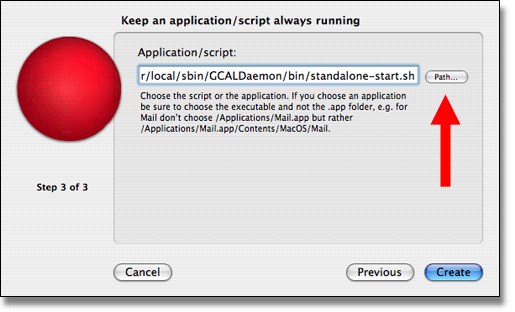 Keep an application/script always running
Application/script:
r/local/sbin/GCALDaemon/bin/standalone-start.sh
Path...
Choose the script or the application. If you choose an application
be sure to choose the executable and not the .app folder, e.g. for
Mail don't choose /Applications/Mail.app but rather
/Applications/Mail.app/Contents/MacOS/Mail.
Step 3 of 3
Cancel
Previous
Create